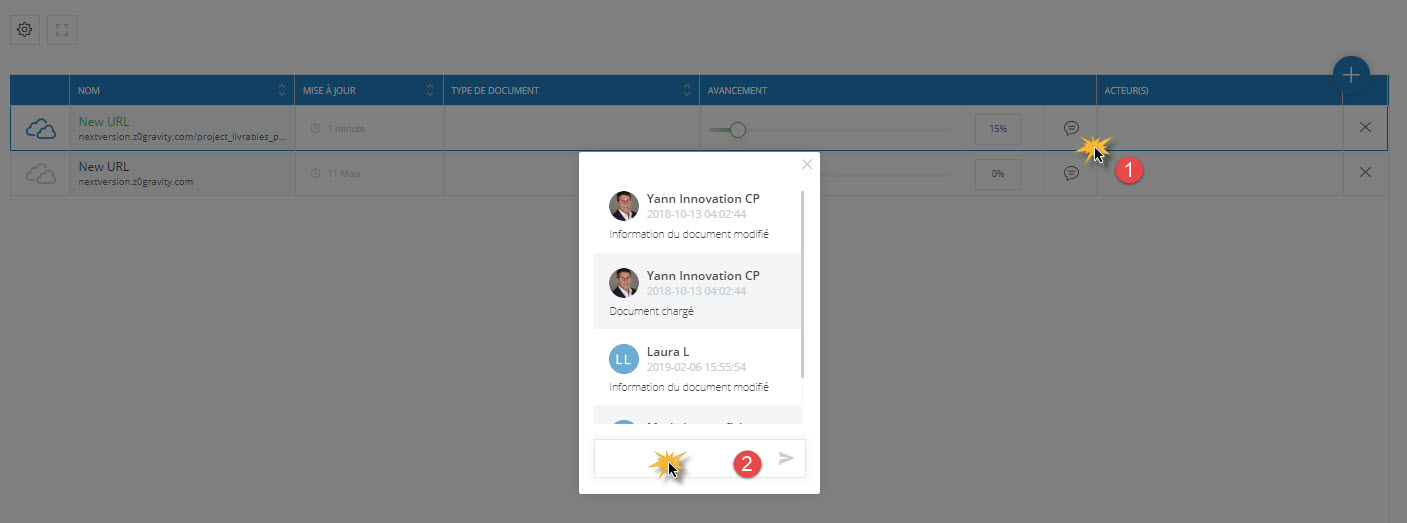 NOM MISE À JOUR TYPE DE DOCUMENT AVANCEMENT ACTEUR(S)
New URL
nextversion.z0gravity.com/project_livrables_p...
1 minute
15%
1
New URL
nextversion.z0gravity.com
11 Mois
0%
Yann Innovation CP
2018-10-13 04:02:44
Information du document modifié
Yann Innovation CP
2018-10-13 04:02:44
Document chargé
LL
Laura L
2019-02-06 15:55:54
Information du document modifié
2